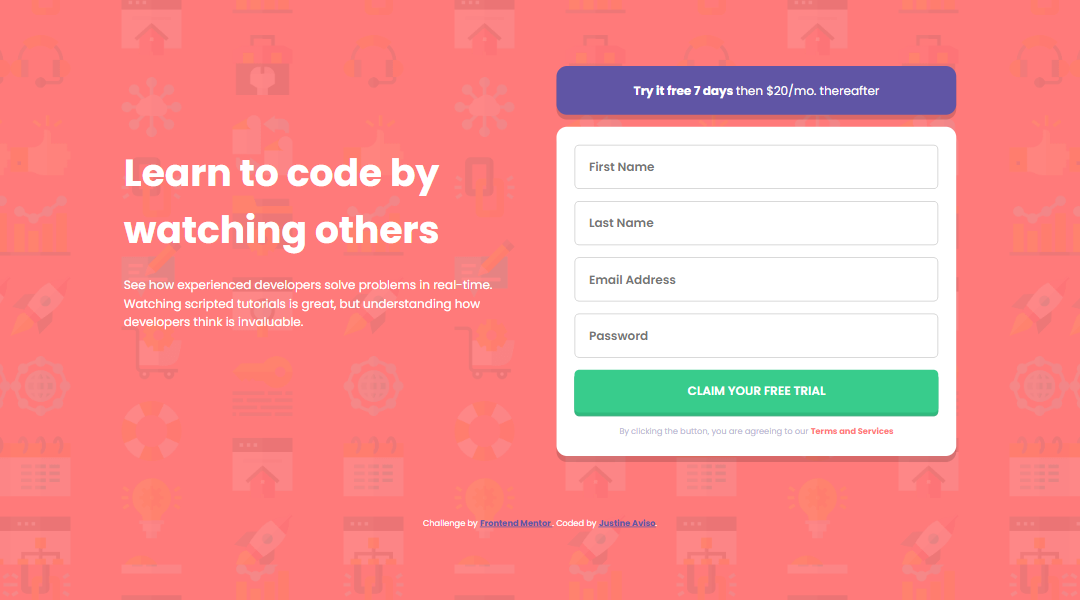 Learn to code by
watching others
See how experienced developers solve problems in real-time.
Watching scripted tutorials is great, but understanding how
developers think is invaluable.
Try it free 7 days then $20/mo. thereafter
First Name
Last Name
Email Address
Password
CLAIM YOUR FREE TRIAL
By clicking the button, you are agreeing to our Terms and Services
Challenge by Frontend Mentor. Coded by Justine Aviso.